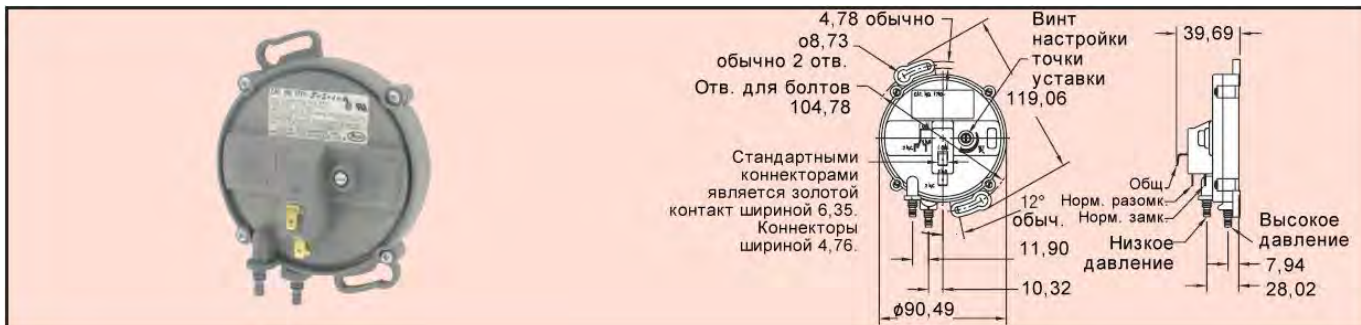 4,78 обычно
ø8,73
обычно 2 отв.
Отв. для болтов
104,78
Винт
настройки
точки
уставки
119,06
39,69
Стандартными
коннекторами
является золотой
контакт шириной 6,35.
Коннекторы
шириной 4,76.
12°
обыч.
11,90
10,32
ø90,49
Общ.
Норм. разомк.
Норм. замк.
Низкое
давление
Высокое
давление
7,94
28,02